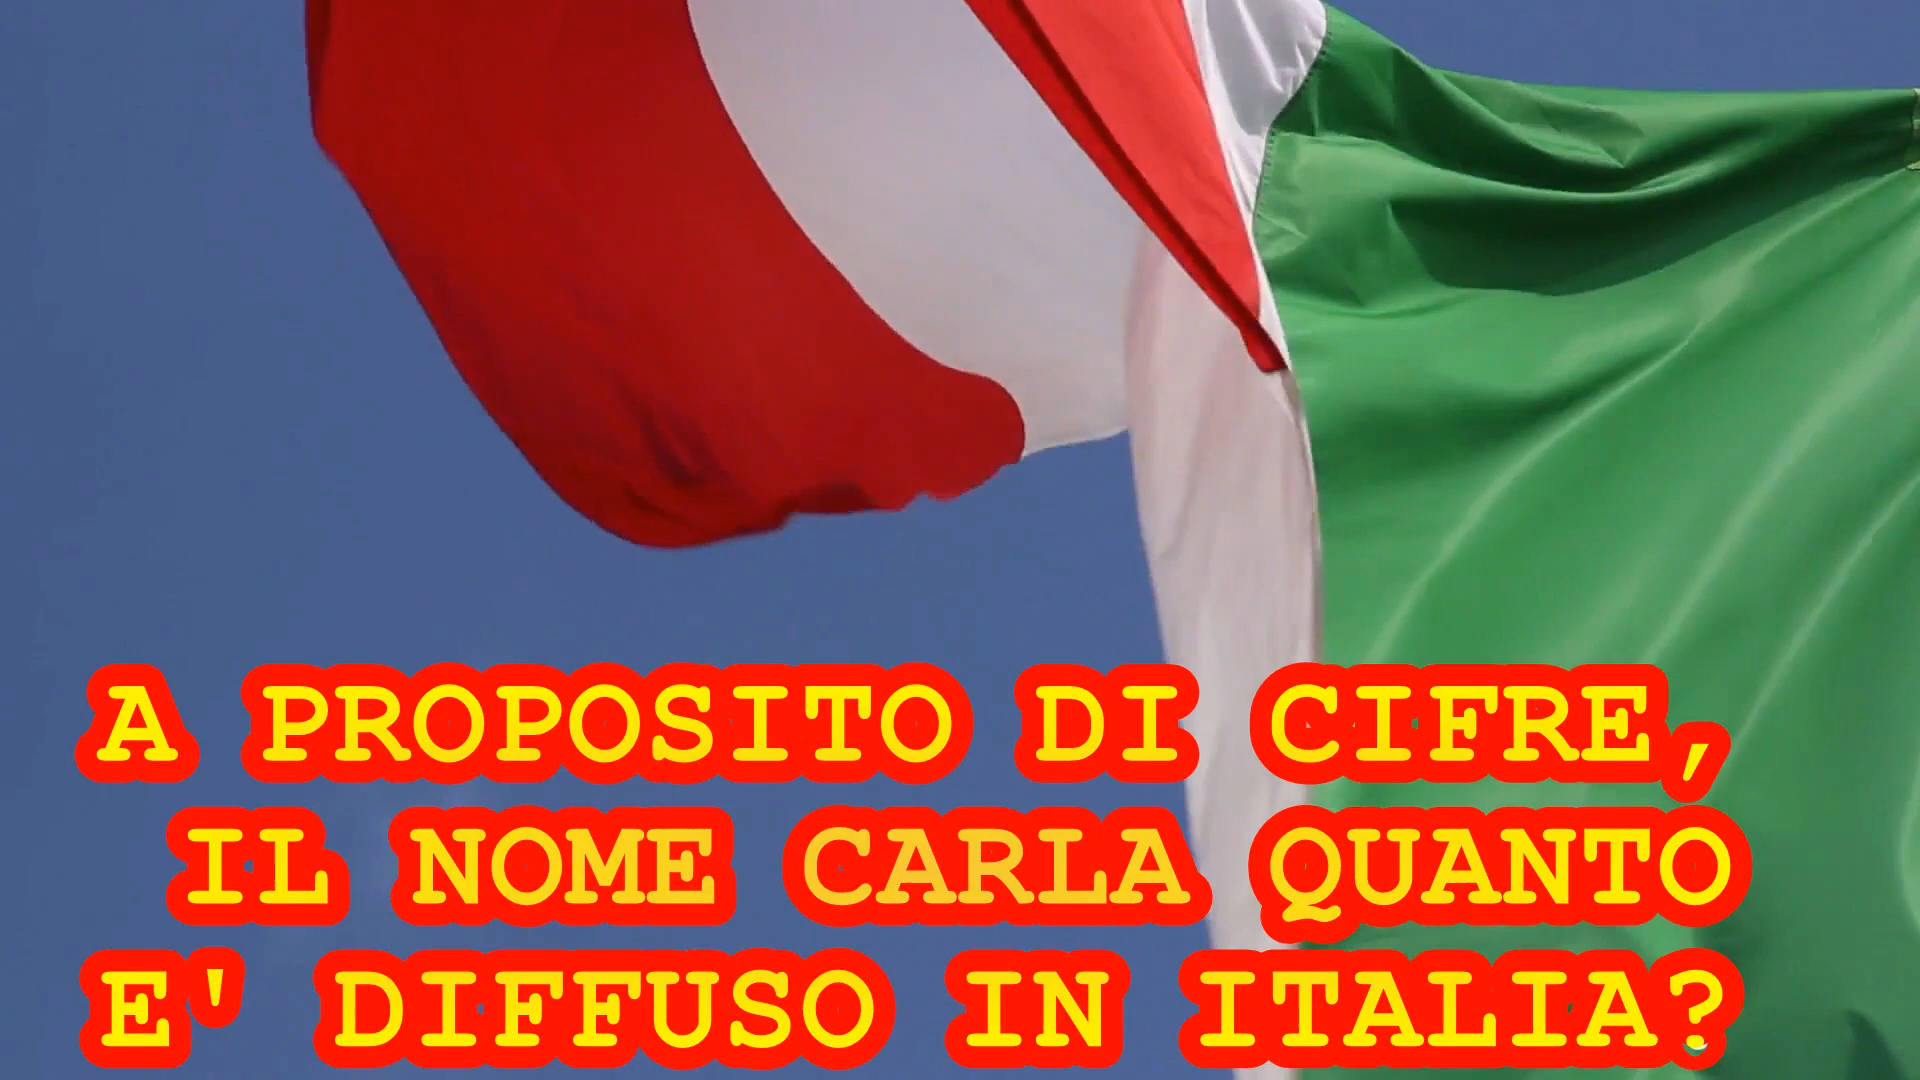 A PROPOSITO DI CIFRE,
IL NOME CARLA QUANTO
E' DIFFUSO IN ITALIA?